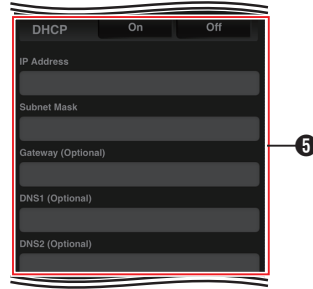 DHCP On Off
IP Address
Subnet Mask
Gateway (Optional)
DNS1 (Optional)
DNS2 (Optional)
5